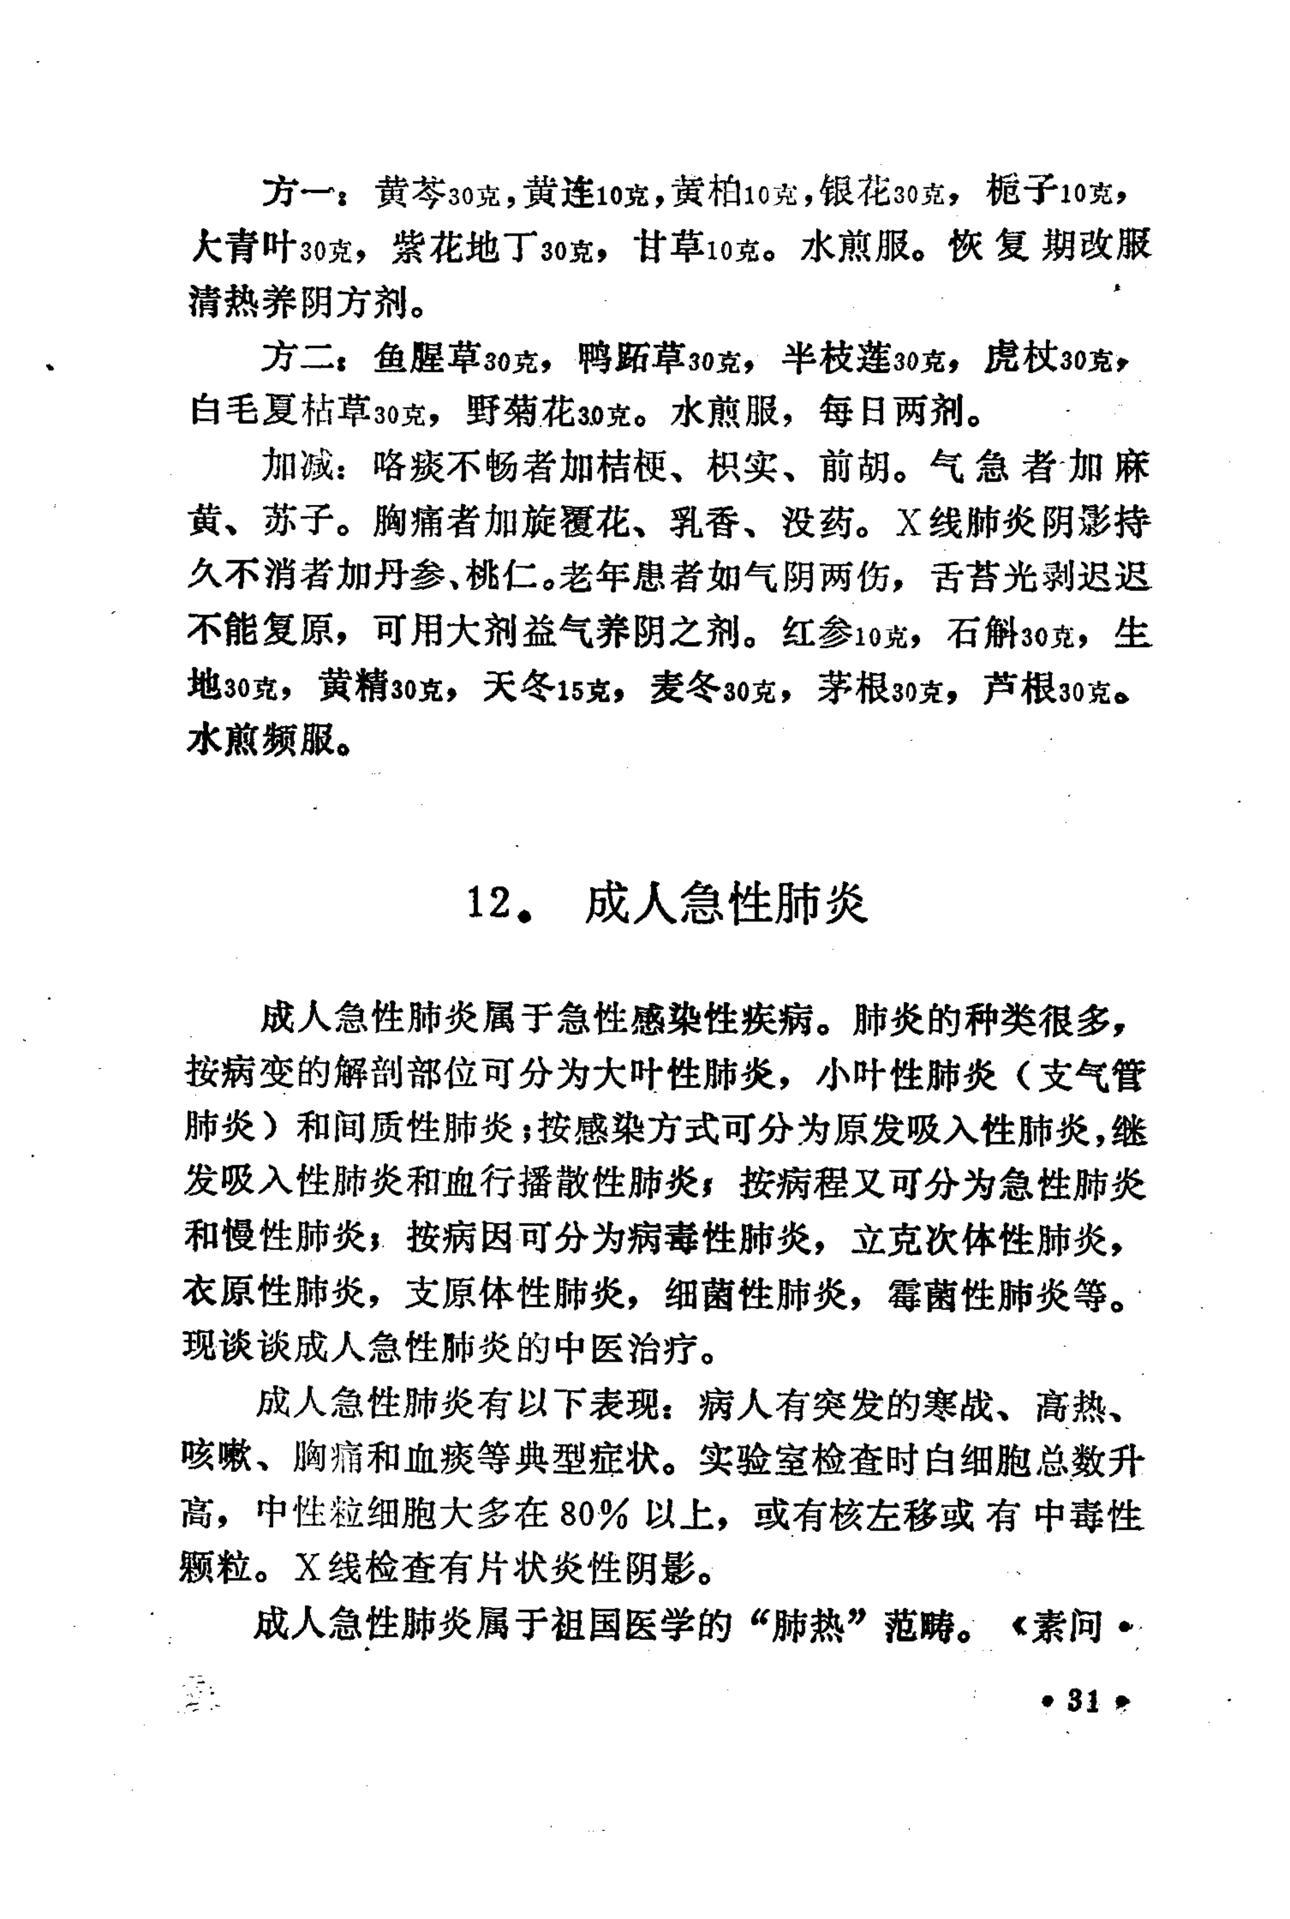 方一：黄芩30克，黄连10克，黄柏10克，银花30克，栀子10克，
大青叶30克，紫花地丁30克，甘草10克。水煎服。恢复期改服
清热养阴方剂。
方二：鱼腥草30克，鸭跖草30克，半枝莲30克，虎杖30克，
白毛夏枯草30克，野菊花30克。水煎服，每日两剂。
加减：咯痰不畅者加桔梗、枳实、前胡。气急者加麻
黄、苏子。胸痛者加旋覆花、乳香、没药。X线肺炎阴影持
久不消者加丹参、桃仁。老年患者如气阴两伤，舌苔光剥迟迟
不能复原，可用大剂益气养阴之剂。红参10克，石斛30克，生
地30克，黄精30克，天冬15克，麦冬30克，茅根30克，芦根30克。
水煎频服。
12．成人急性肺炎
成人急性肺炎属于急性感染性疾病。肺炎的种类很多，
按病变的解剖部位可分为大叶性肺炎，小叶性肺炎（支气管
肺炎）和间质性肺炎；按感染方式可分为原发吸入性肺炎，继
发吸入性肺炎和血行播散性肺炎；按病程又可分为急性肺炎
和慢性肺炎；按病因可分为病毒性肺炎，立克次体性肺炎，
衣原性肺炎，支原体性肺炎，细菌性肺炎，霉菌性肺炎等。
现谈谈成人急性肺炎的中医治疗。
成人急性肺炎有以下表现：病人有突发的寒战、高热、
咳嗽、胸痛和血痰等典型症状。实验室检查时白细胞总数升
高，中性粒细胞大多在80％以上，或有核左移或有中毒性
颗粒。X线检查有片状炎性阴影。
成人急性肺炎属于祖国医学的“肺热”范畴。《素问·
·31·